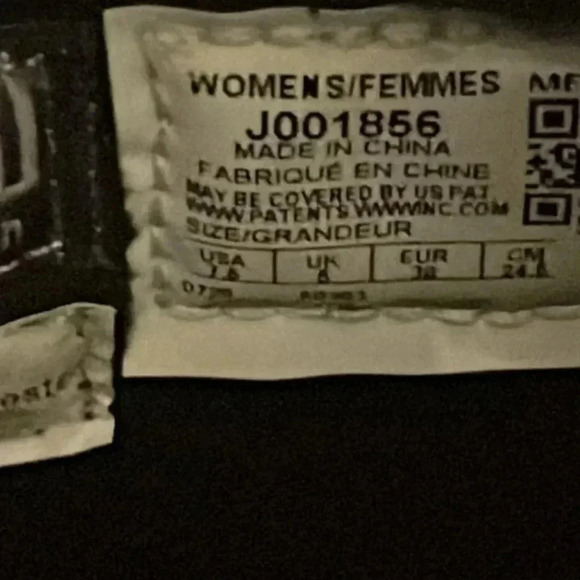 WOMENS/FEMMES
J001856
MADE IN CHINA
FABRIQUÉ EN CHINE
MAY BE COVERED BY US PAT.
WWW.PATENTS.WWWINC.COM
SIZE/GRANDEUR
USA UK EUR CM
38